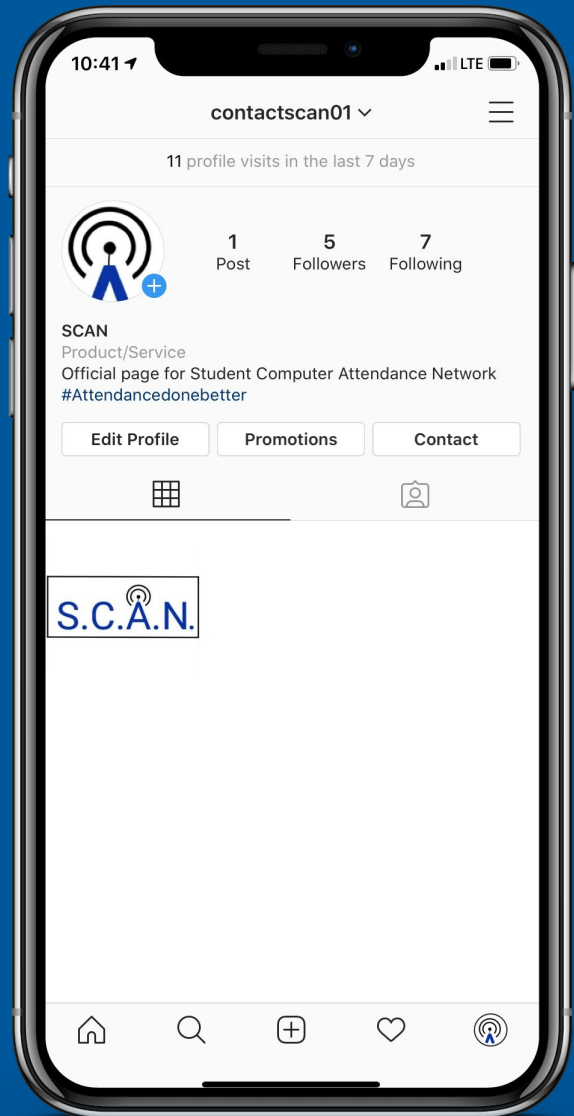 10:41
LTE
contactscan01
11 profile visits in the last 7 days
1
Post
5
Followers
7
Following
SCAN
Product/Service
Official page for Student Computer Attendance Network
#Attendancedonebetter
Edit Profile
Promotions
Contact
S.C.A.N.